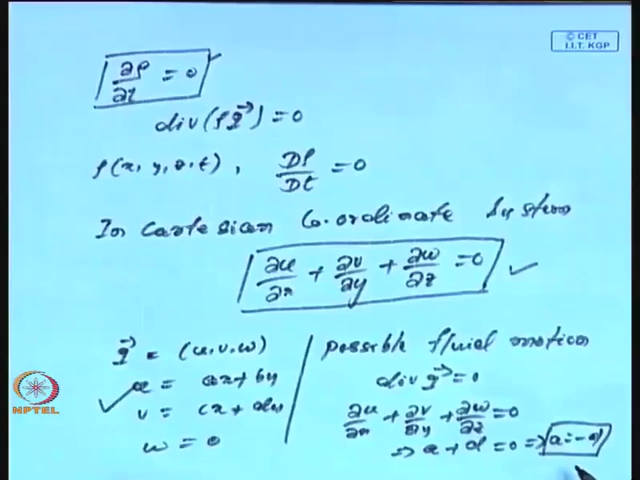 © CET
I.I.T. KGP
∂ρ/∂t = 0
div(ρq⃗) = 0
ρ(x, y, z, t), Dρ/Dt = 0
In Cartesian Co-ordinate System
∂u/∂x + ∂v/∂y + ∂w/∂z = 0
q⃗ = (u, v, w)
u = ax + by
v = cx + dy
w = 0
possible fluid motion
div q⃗ = 0
∂u/∂x + ∂v/∂y + ∂w/∂z = 0
⇒ a + d = 0 ⇒ a = -d
NPTEL